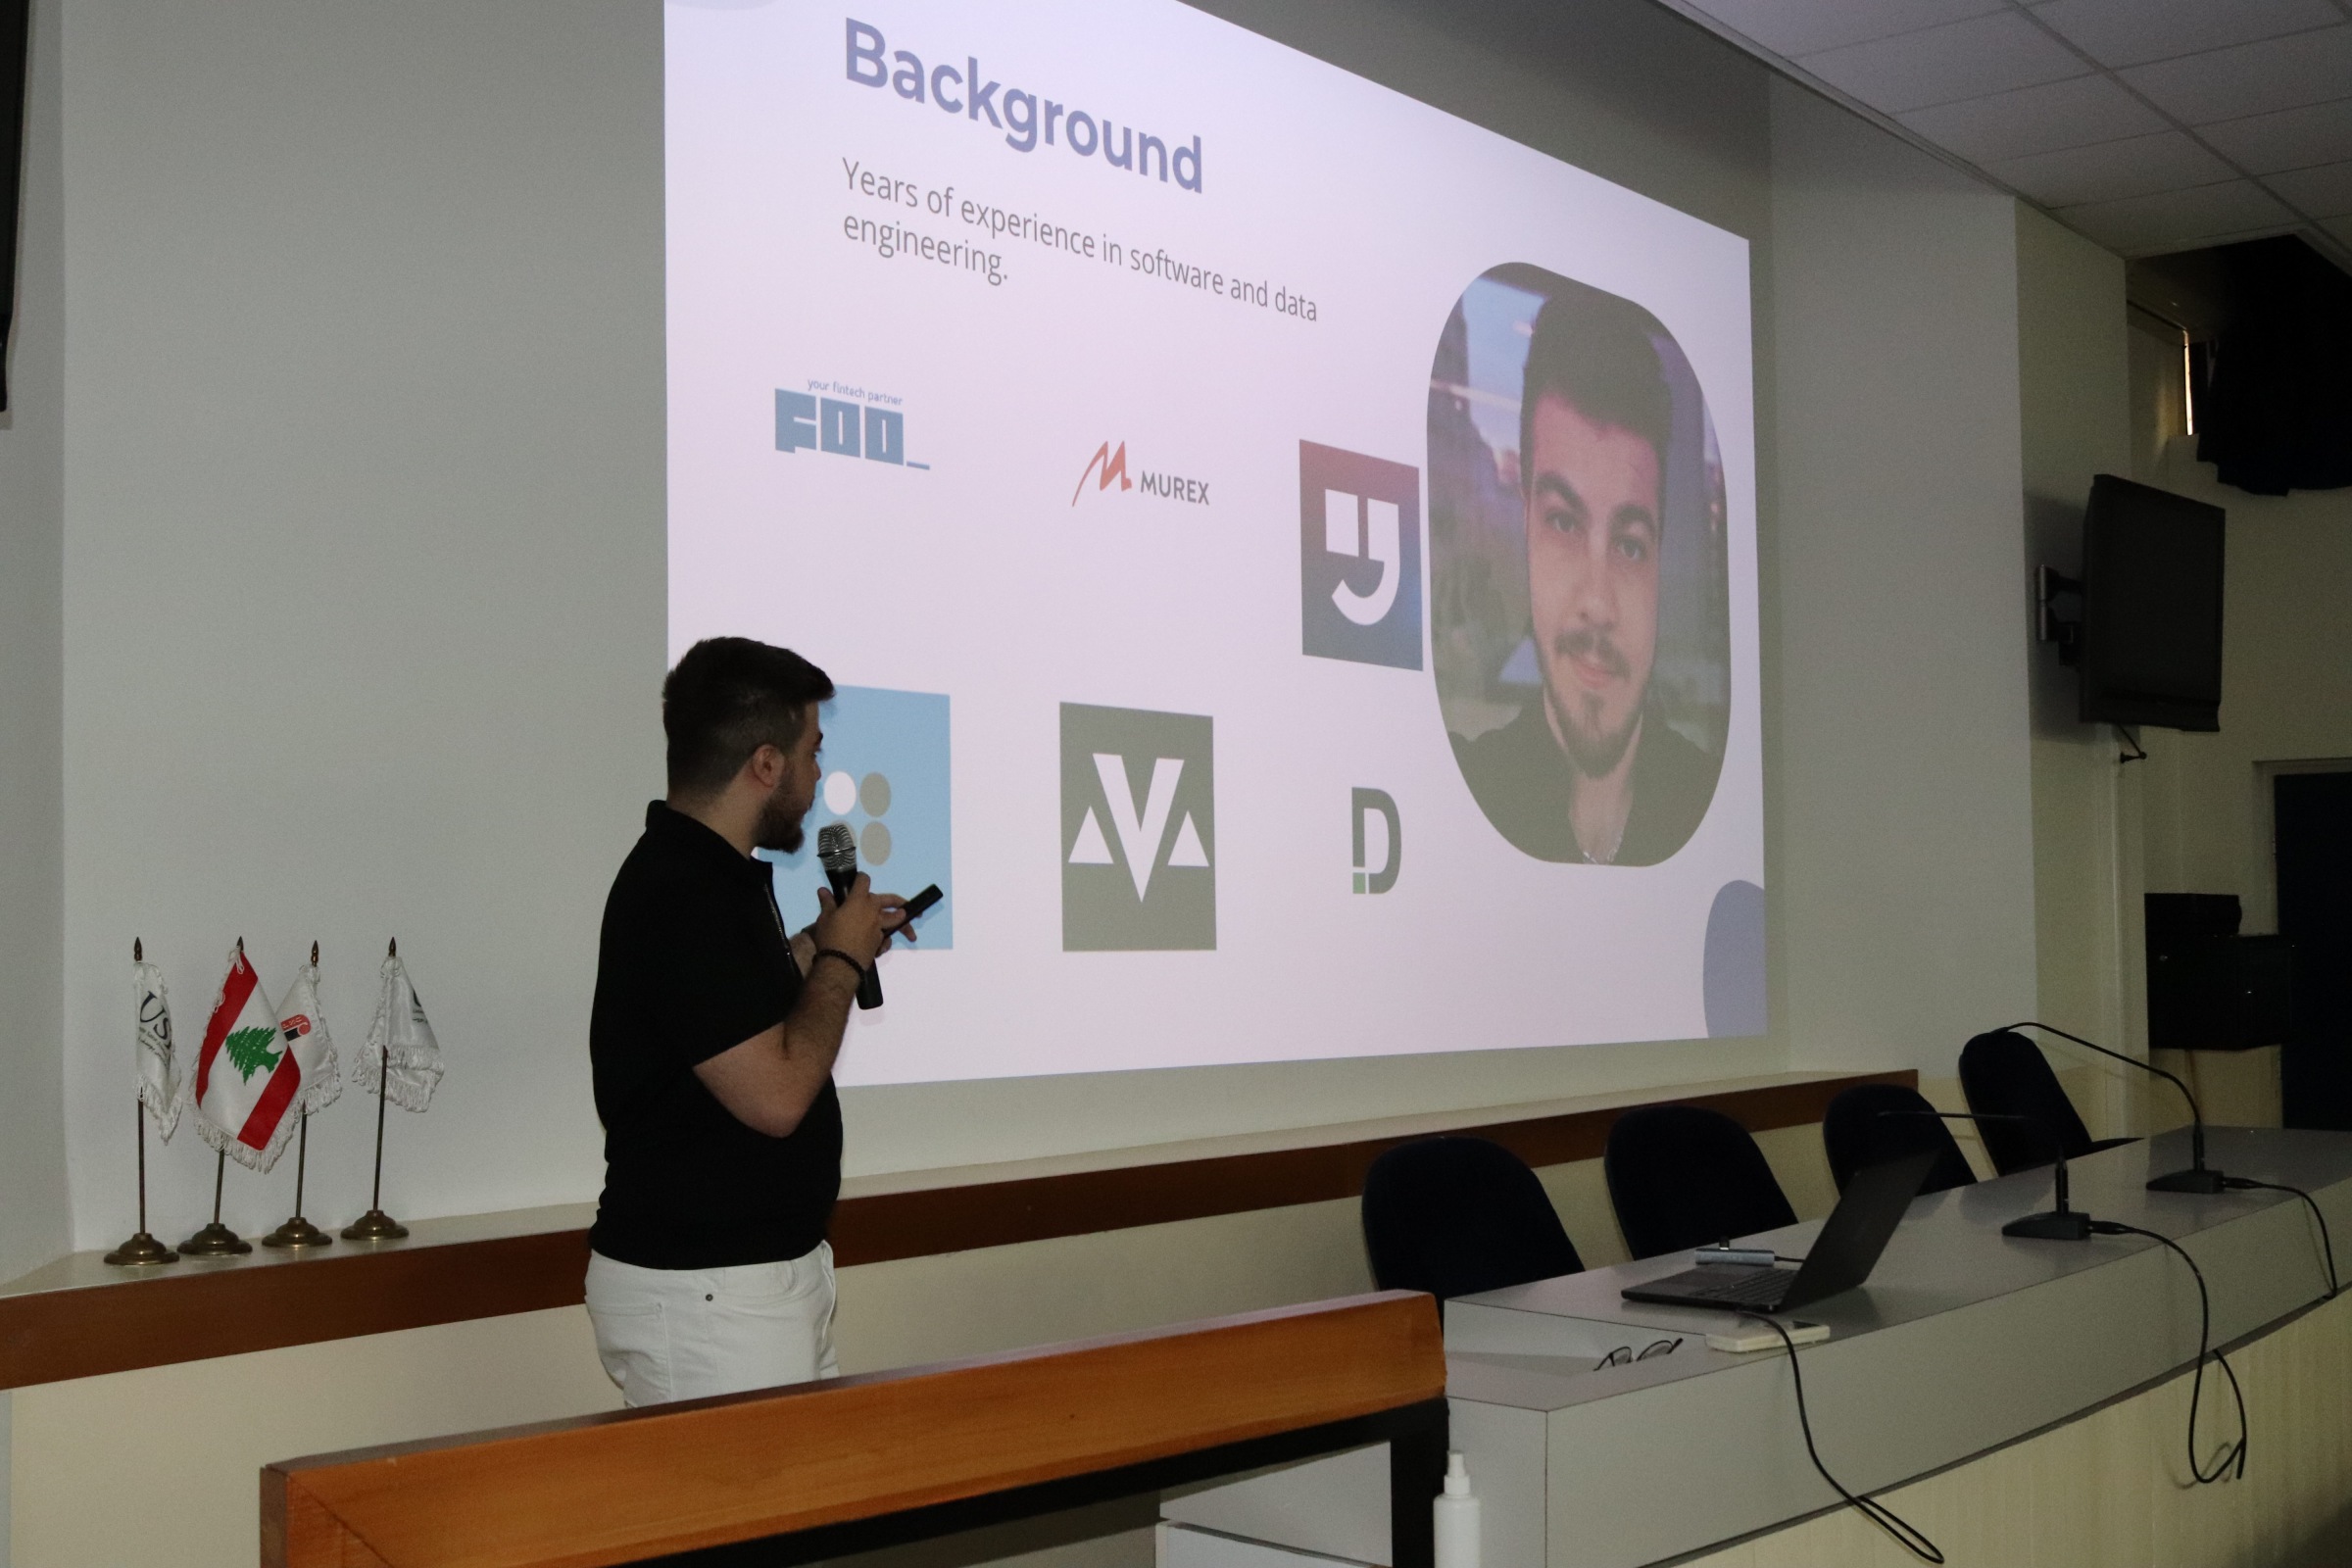 Background
Years of experience in software and data
engineering.
your fintech partner
FOO_
MUREX